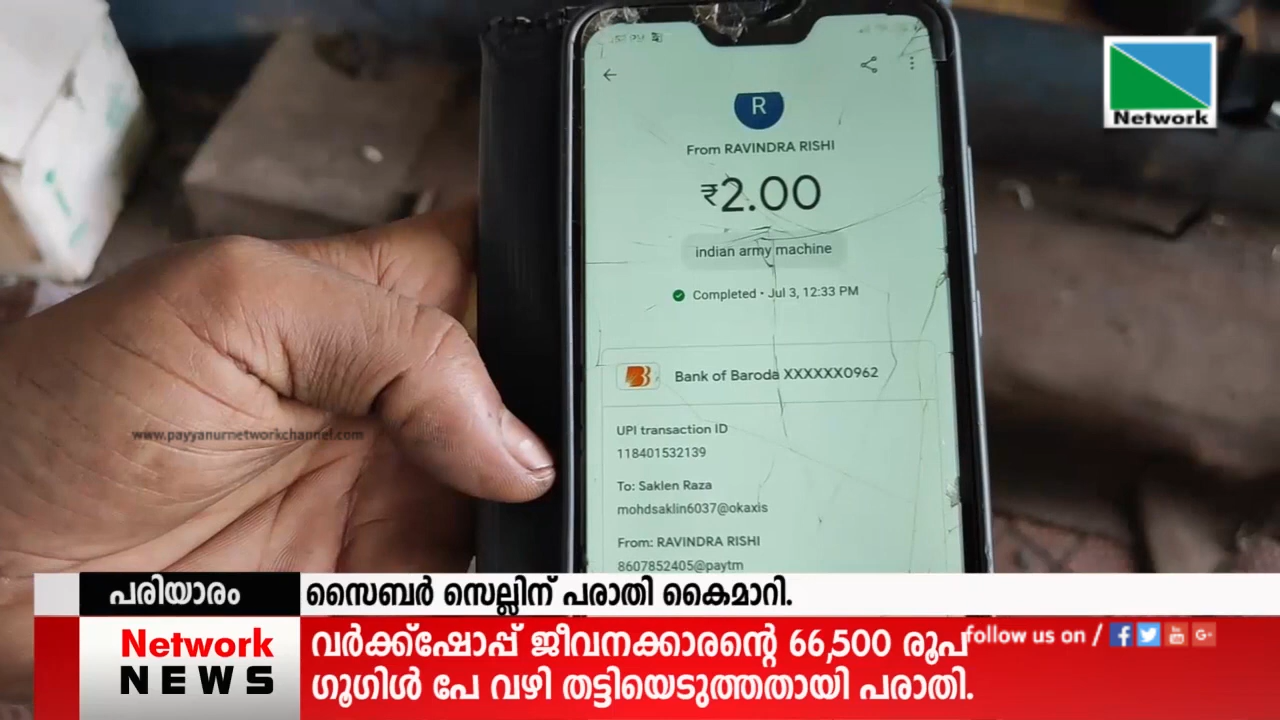 Network
R
From RAVINDRA RISHI
₹2.00
indian army machine
Completed • Jul 3, 12:33 PM
Bank of Baroda XXXXXX0962
UPI transaction ID
118401532139
To: Saklen Raza
mohdsaklin6037@okaxis
From: RAVINDRA RISHI
8607852405@paytm
www.payyanurnetworkchannel.com
പരിയാരം
സൈബർ സെല്ലിന് പരാതി കൈമാറി.
Network
NEWS
വർക്ക്ഷോപ്പ് ജീവനക്കാരന്റെ 66,500 രൂപ
ഗൂഗിൾ പേ വഴി തട്ടിയെടുത്തതായി പരാതി.
follow us on /